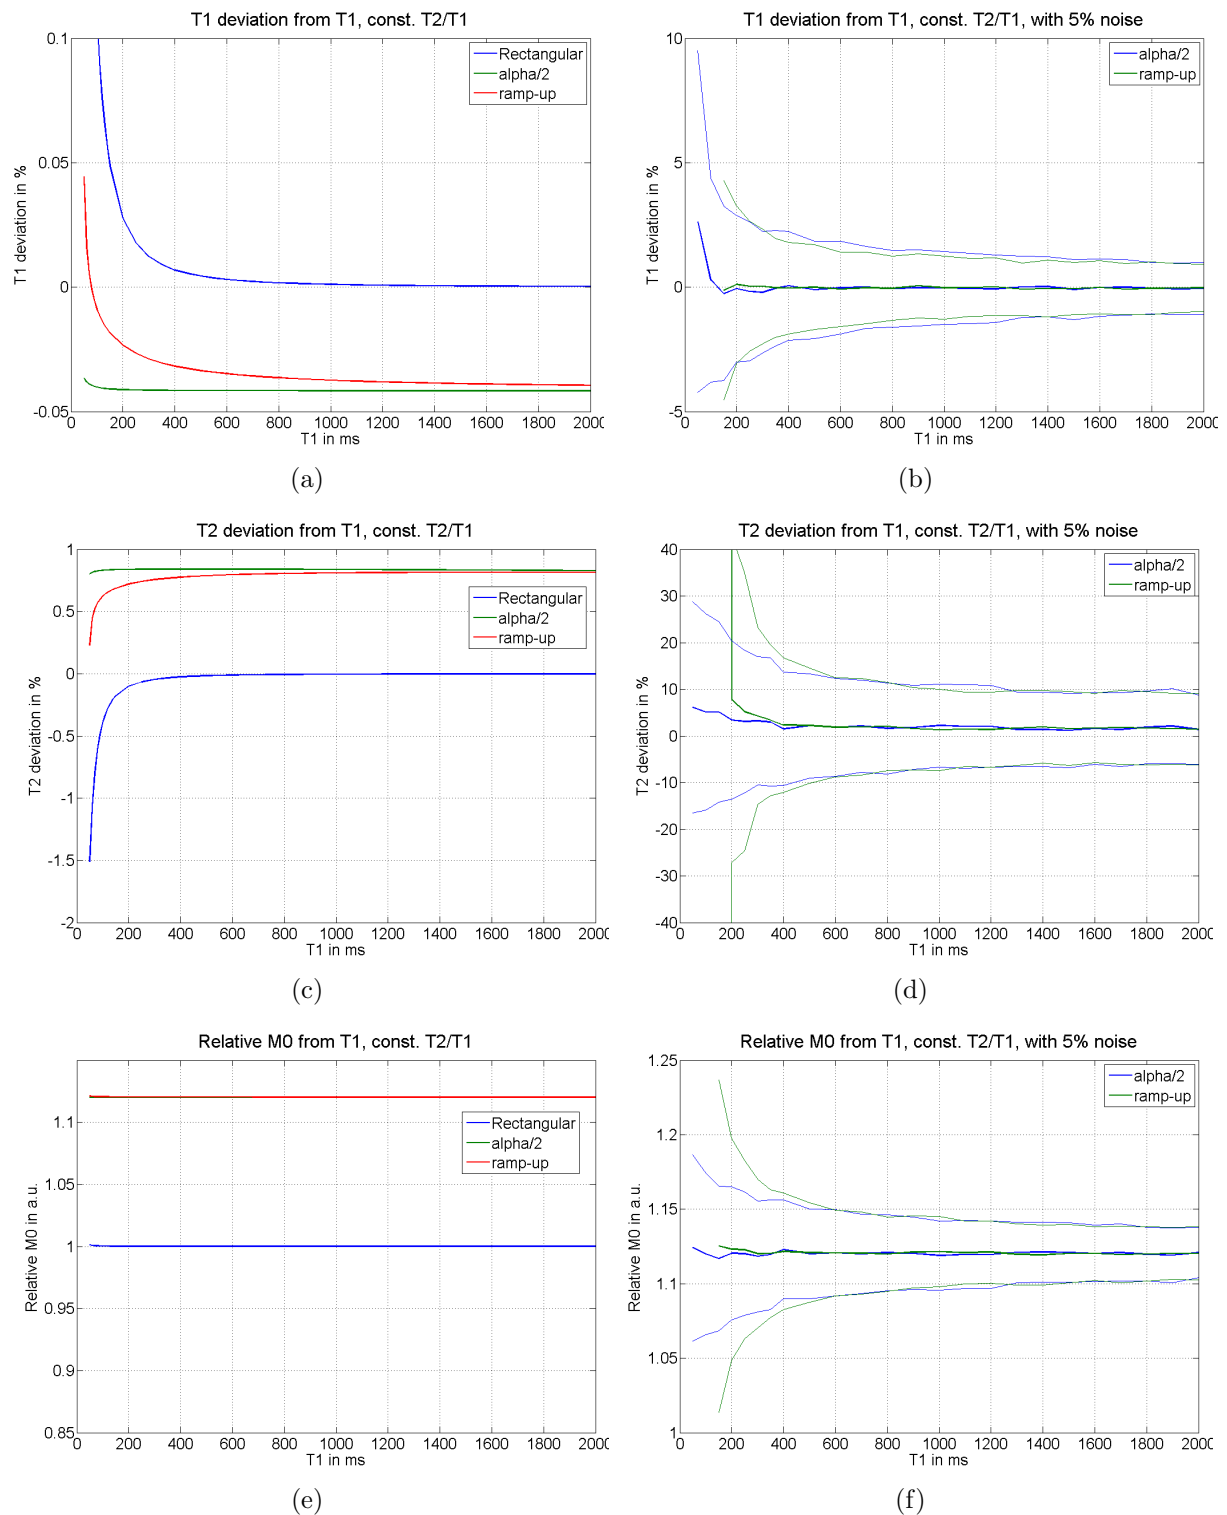 T1 deviation from T1, const. T2/T1
T1 deviation in %
0.1
0.05
0
-0.05
Rectangular
alpha/2
ramp-up
0 200 400 600 800 1000 1200 1400 1600 1800 2000
T1 in ms
(a)
T1 deviation from T1, const. T2/T1, with 5% noise
T1 deviation in %
10
5
0
-5
alpha/2
ramp-up
0 200 400 600 800 1000 1200 1400 1600 1800 2000
T1 in ms
(b)
T2 deviation from T1, const. T2/T1
T2 deviation in %
1
0.5
0
-0.5
-1
-1.5
-2
Rectangular
alpha/2
ramp-up
0 200 400 600 800 1000 1200 1400 1600 1800 2000
T1 in ms
(c)
T2 deviation from T1, const. T2/T1, with 5% noise
T2 deviation in %
40
30
20
10
0
-10
-20
-30
-40
alpha/2
ramp-up
0 200 400 600 800 1000 1200 1400 1600 1800 2000
T1 in ms
(d)
Relative M0 from T1, const. T2/T1
Relative M0 in a.u.
1.1
1.05
1
0.95
0.9
0.85
Rectangular
alpha/2
ramp-up
0 200 400 600 800 1000 1200 1400 1600 1800 2000
T1 in ms
(e)
Relative M0 from T1, const. T2/T1, with 5% noise
Relative M0 in a.u.
1.25
1.2
1.15
1.1
1.05
1
alpha/2
ramp-up
0 200 400 600 800 1000 1200 1400 1600 1800 2000
T1 in ms
(f)